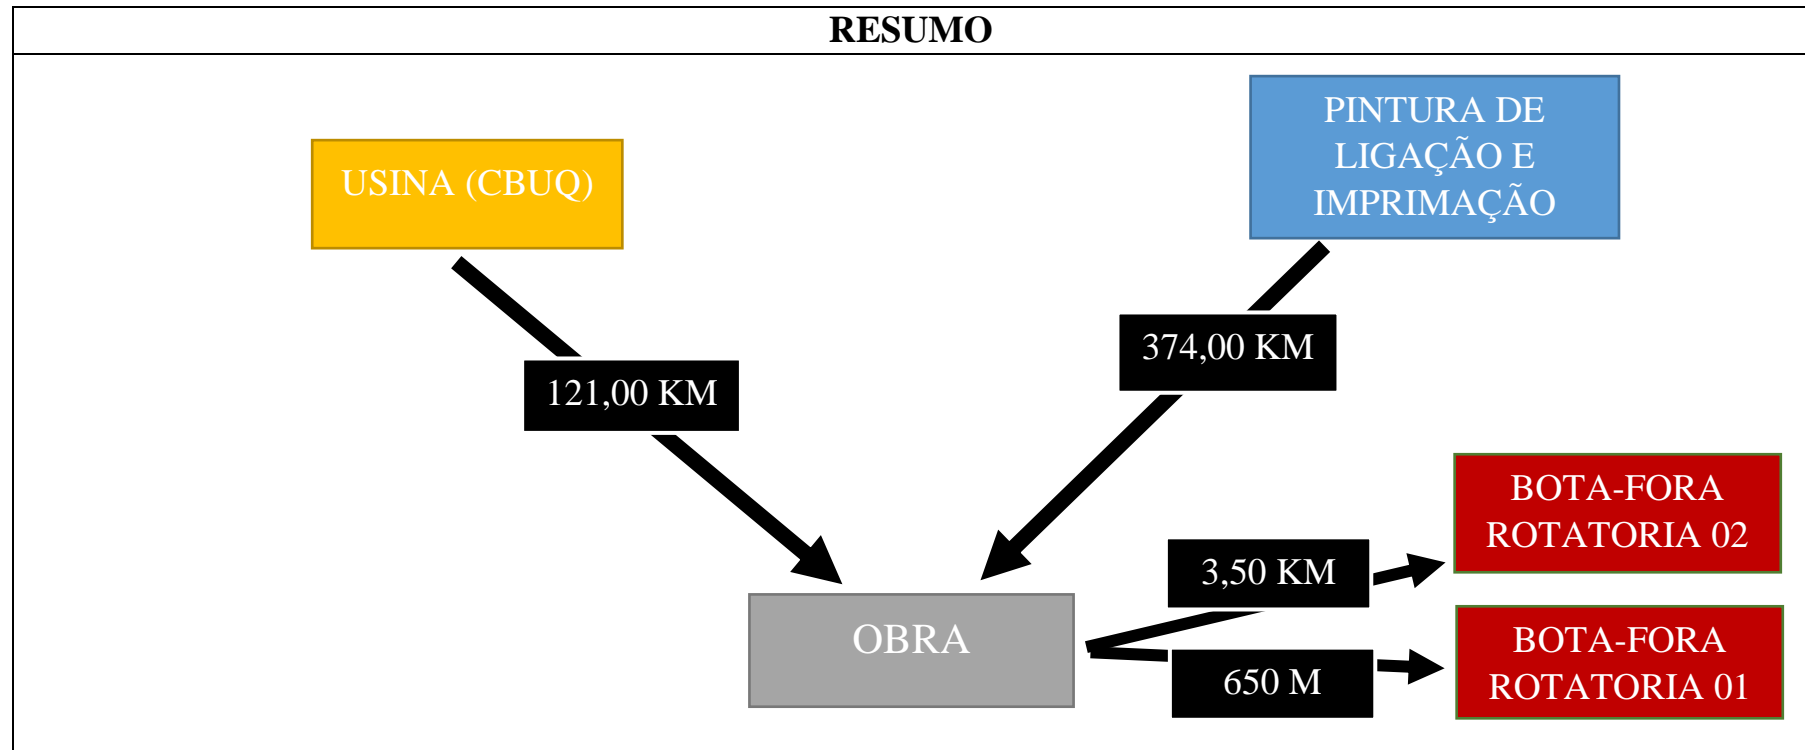 RESUMO
USINA (CBUQ)
PINTURA DE
LIGAÇÃO E
IMPRIMAÇÃO
121,00 KM
374,00 KM
OBRA
3,50 KM
650 M
BOTA-FORA
ROTATORIA 02
BOTA-FORA
ROTATORIA 01